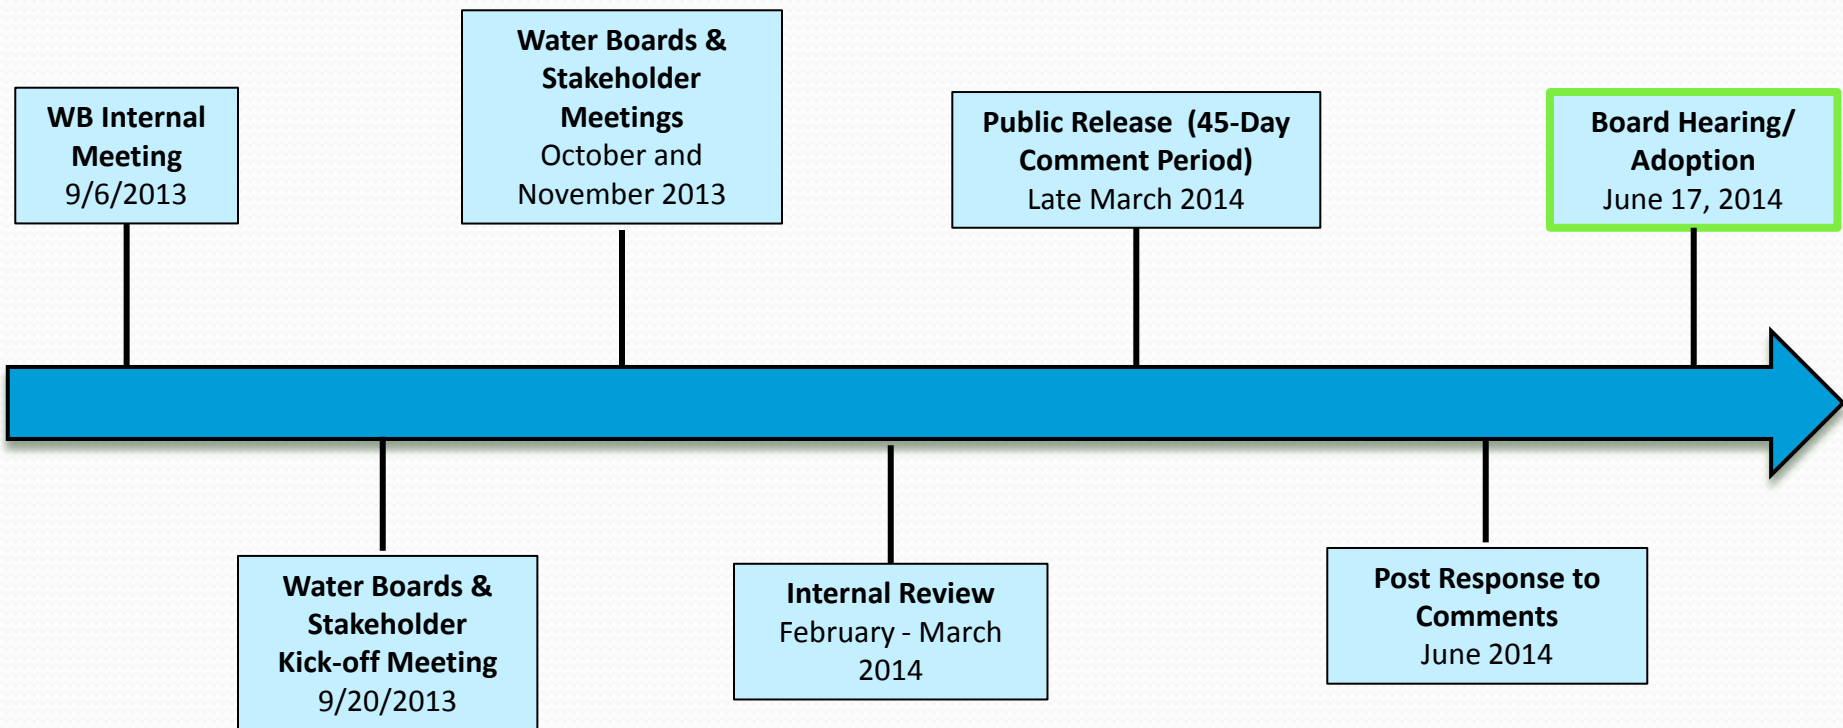 WB Internal
Meeting
9/6/2013
Water Boards &
Stakeholder
Meetings
October and
November 2013
Public Release (45-Day
Comment Period)
Late March 2014
Board Hearing/
Adoption
June 17, 2014
Water Boards &
Stakeholder
Kick-off Meeting
9/20/2013
Internal Review
February - March
2014
Post Response to
Comments
June 2014